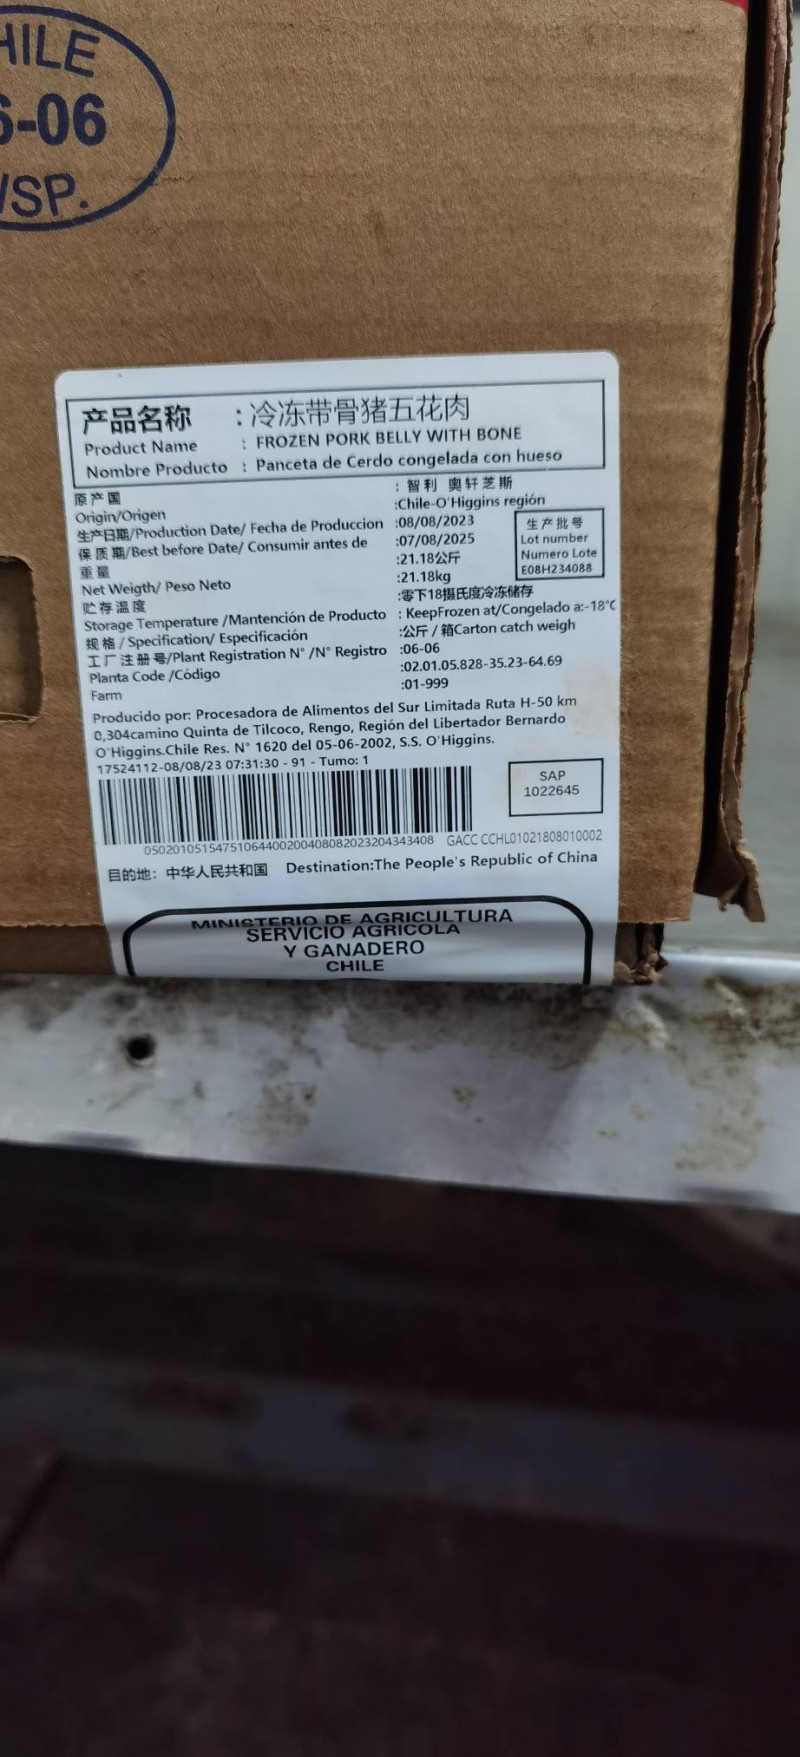 HILE
6-06
ISP.
产品名称 : 冷冻带骨猪五花肉
Product Name : FROZEN PORK BELLY WITH BONE
Nombre Producto : Panceta de Cerdo congelada con hueso
原产国 : 智利 奥轩芝斯
Origin/Origen :Chile-O'Higgins región
生产日期/Production Date/ Fecha de Produccion :08/08/2023
保质期/Best before Date/ Consumir antes de :07/08/2025
生产批号
Lot number
Numero Lote
E08H234088
重量 :21.18公斤
Net Weigth/ Peso Neto :21.18kg
贮存温度 :零下18摄氏度冷冻储存
Storage Temperature /Mantención de Producto : KeepFrozen at/Congelado a:-18°C
规格 / Specification/ Especificación :公斤 / 箱Carton catch weigh
工厂注册号/Plant Registration N° /N° Registro :06-06
Planta Code /Código :02.01.05.828-35.23-64.69
Farm :01-999
Producido por: Procesadora de Alimentos del Sur Limitada Ruta H-50 km
0,304camino Quinta de Tilcoco, Rengo, Región del Libertador Bernardo
O'Higgins.Chile Res. N° 1620 del 05-06-2002, S.S. O'Higgins.
17524112-08/08/23 07:31:30 - 91 - Turno: 1
SAP
1022645
05020105154751064400200408082023204343408 GACC CCHL01021808010002
目的地: 中华人民共和国 Destination:The People's Republic of China
MINISTERIO DE AGRICULTURA
SERVICIO AGRICOLA
Y GANADERO
CHILE